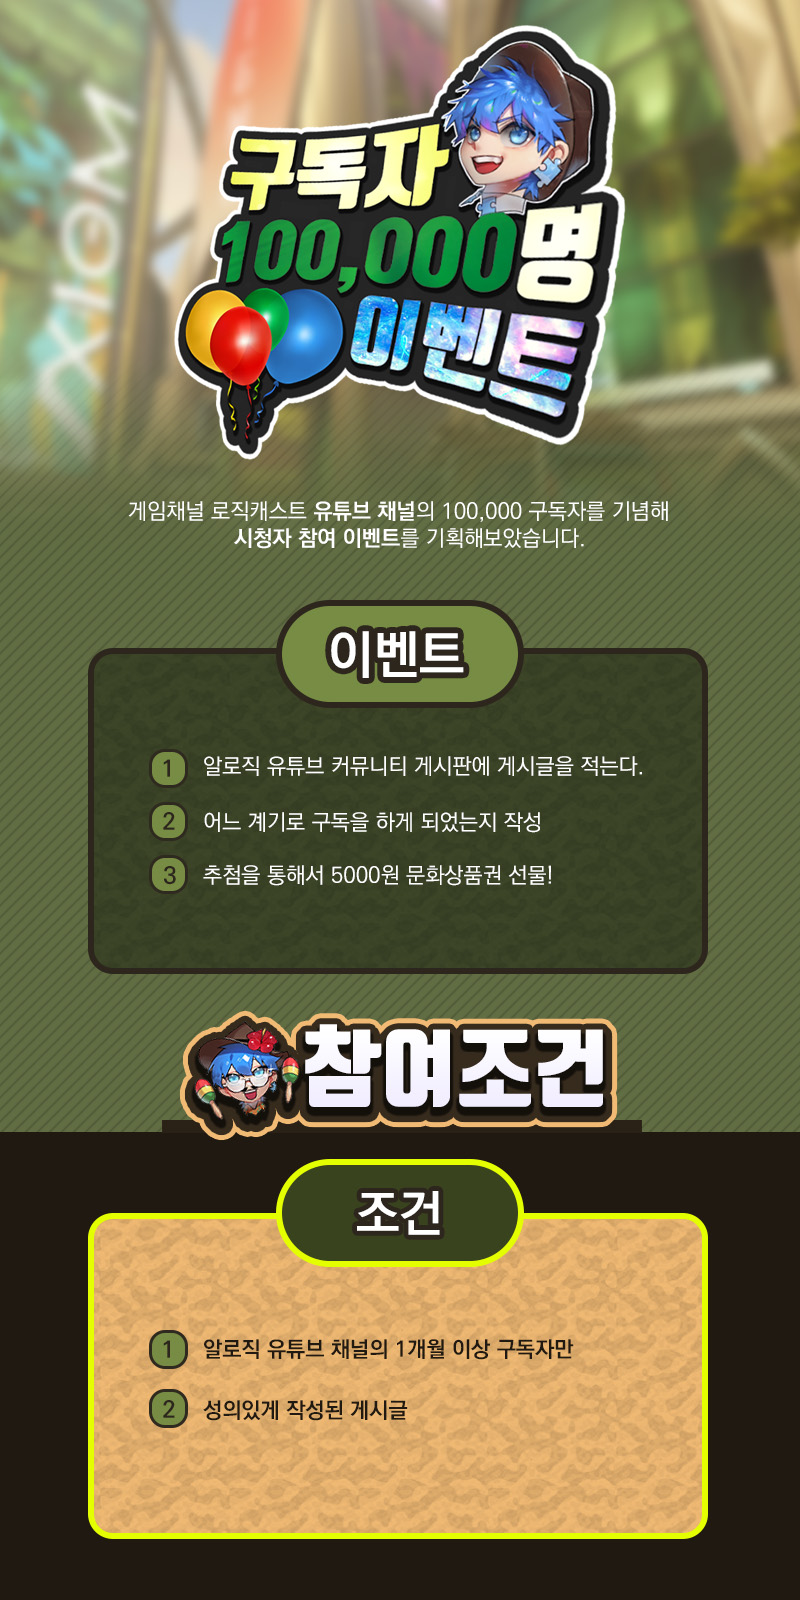 XIOM
구독자
100,000명
이벤트
게임채널 로직캐스트 유튜브 채널의 100,000 구독자를 기념해
시청자 참여 이벤트를 기획해보았습니다.
이벤트
1 알로직 유튜브 커뮤니티 게시판에 게시글을 적는다.
2 어느 계기로 구독을 하게 되었는지 작성
3 추첨을 통해서 5000원 문화상품권 선물!
참여조건
조건
1 알로직 유튜브 채널의 1개월 이상 구독자만
2 성의있게 작성된 게시글